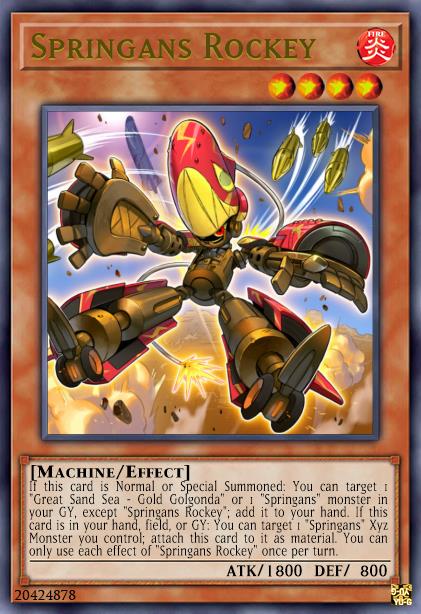 Springans Rockey
FIRE
炎
[Machine/Effect]
If this card is Normal or Special Summoned: You can target 1
"Great Sand Sea - Gold Golgonda" or 1 "Springans" monster in
your GY, except "Springans Rockey"; add it to your hand. If this
card is in your hand, field, or GY: You can target 1 "Springans" Xyz
Monster you control; attach this card to it as material. You can
only use each effect of "Springans Rockey" once per turn.
ATK/1800 DEF/ 800
20424878